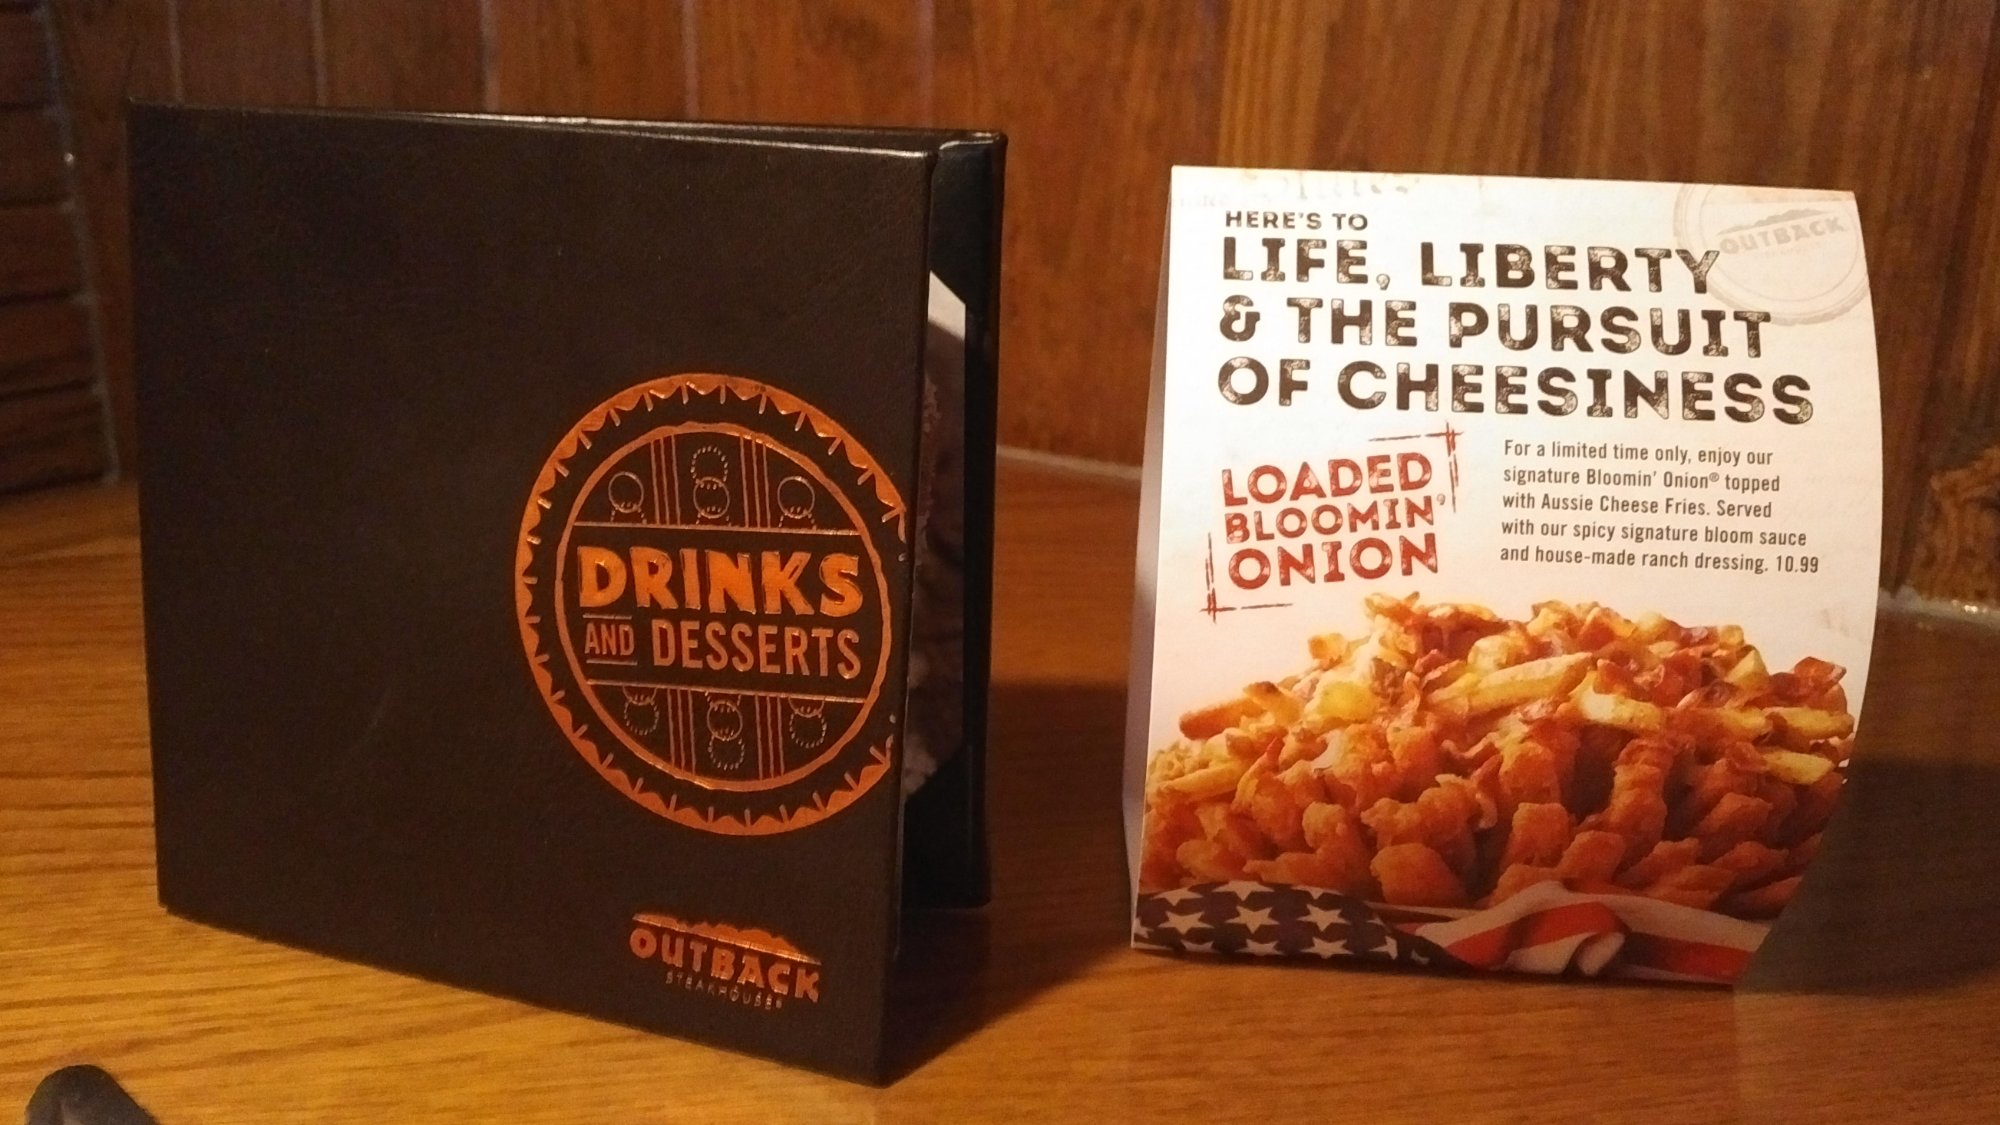 DRINKS
AND DESSERTS
OUTBACK
STEAKHOUSE®
OUTBACK
HERE'S TO
LIFE, LIBERTY
& THE PURSUIT
OF CHEESINESS
LOADED
BLOOMIN'
ONION
For a limited time only, enjoy our
signature Bloomin' Onion® topped
with Aussie Cheese Fries. Served
with our spicy signature bloom sauce
and house-made ranch dressing. 10.99